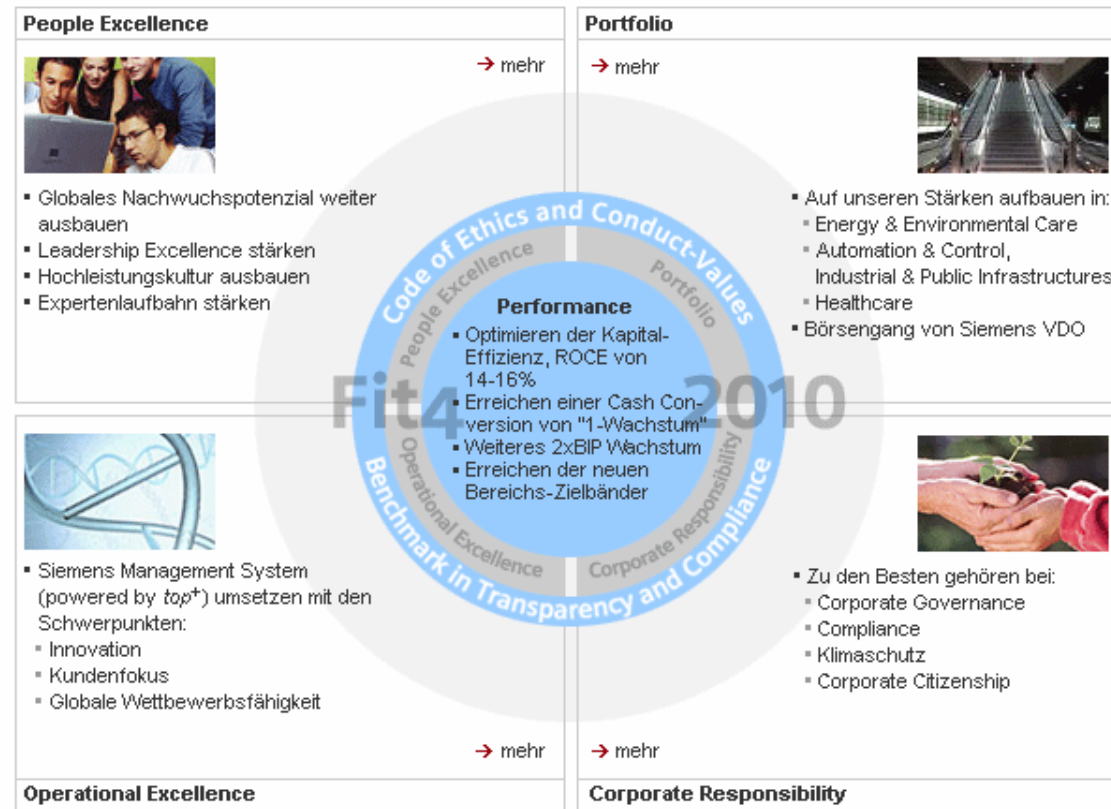 People Excellence
→ mehr
▪ Globales Nachwuchspotenzial weiter
ausbauen
▪ Leadership Excellence stärken
▪ Hochleistungskultur ausbauen
▪ Expertenlaufbahn stärken
Portfolio
→ mehr
▪ Auf unseren Stärken aufbauen in:
▪ Energy & Environmental Care
▪ Automation & Control,
Industrial & Public Infrastructures
▪ Healthcare
▪ Börsengang von Siemens VDO
Code of Ethics and Conduct-Values
People Excellence
Portfolio
Fit4 2010
Performance
▪ Optimieren der Kapital-
Effizienz, ROCE von
14-16%
▪ Erreichen einer Cash Con-
version von "1-Wachstum"
▪ Weiteres 2xBIP Wachstum
▪ Erreichen der neuen
Bereichs-Zielbänder
Operational Excellence
Corporate Responsibility
Benchmark in Transparency and Compliance
▪ Siemens Management System
(powered by top+) umsetzen mit den
Schwerpunkten:
▪ Innovation
▪ Kundenfokus
▪ Globale Wettbewerbsfähigkeit
→ mehr
Operational Excellence
▪ Zu den Besten gehören bei:
▪ Corporate Governance
▪ Compliance
▪ Klimaschutz
▪ Corporate Citizenship
→ mehr
Corporate Responsibility